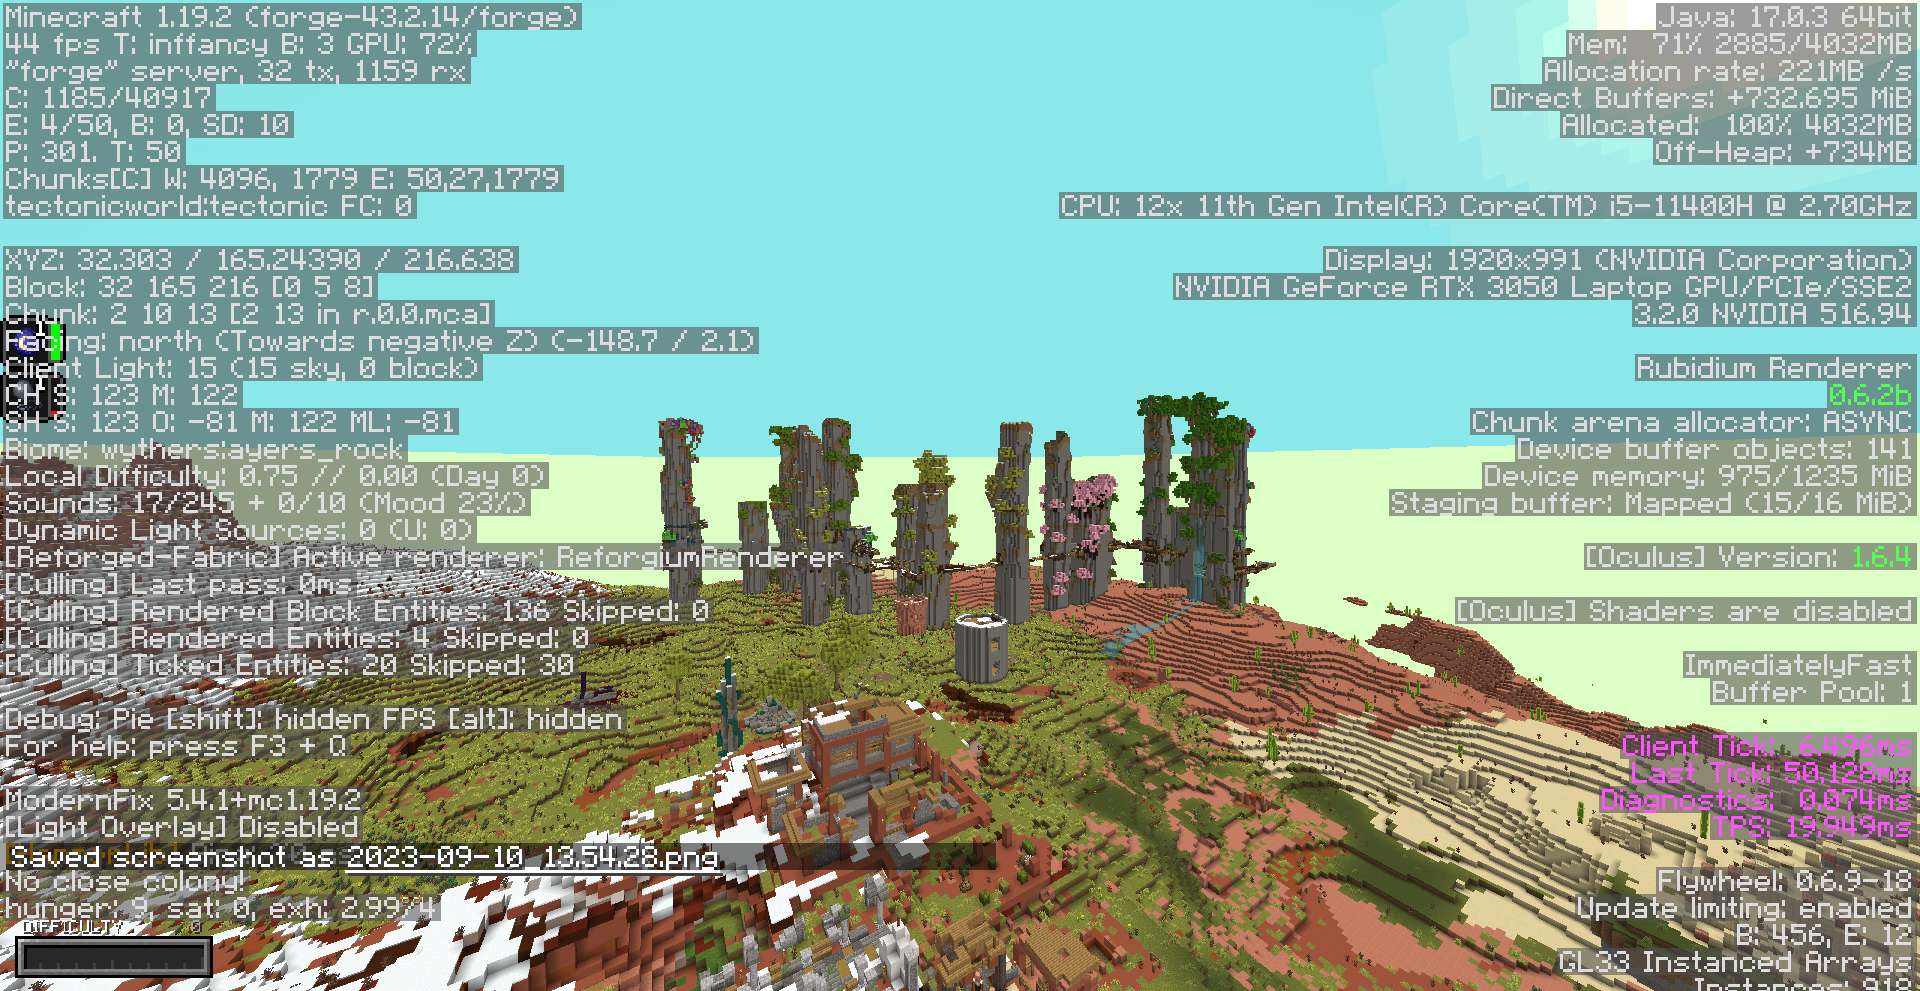 Minecraft 1.19.2 (forge-43.2.14/forge)
44 fps T: inffancy B: 3 GPU: 72%
"forge" server, 32 tx, 1159 rx
C: 1185/40917
E: 4/50, B: 0, SD: 10
P: 301. T: 50
Chunks[C] W: 4096, 1779 E: 50,27,1779
tectonicworld:tectonic FC: 0
XYZ: 32.303 / 165.24390 / 216.638
Block: 32 165 216 [0 5 8]
Chunk: 2 10 13 [2 13 in r.0.0.mca]
Facing: north (Towards negative Z) (-148.7 / 2.1)
Client Light: 15 (15 sky, 0 block)
CH S: 123 M: 122
SH S: 123 O: -81 M: 122 ML: -81
Biome: wythers:ayers_rock
Local Difficulty: 0.75 // 0.00 (Day 0)
Sounds: 17/245 + 0/10 (Mood 23%)
Dynamic Light Sources: 0 (U: 0)
[Reforged Fabric] Active renderer: ReforgiumRenderer
[Culling] Last pass: 0ms
[Culling] Rendered Block Entities: 136 Skipped: 0
[Culling] Rendered Entities: 4 Skipped: 0
[Culling] Ticked Entities: 20 Skipped: 30
Debug: Pie [shift]: hidden FPS [alt]: hidden
For help: press F3 + Q
ModernFix 5.4.1+mc1.19.2
[Light Overlay] Disabled
Saved screenshot as 2023-09-10_13.54.28.png
No close colony!
hunger: 9, sat: 0, exh: 2.9974
DIFFICULTY 0
Java: 17.0.3 64bit
Mem: 71% 2885/4032MB
Allocation rate: 221MB /s
Direct Buffers: +732.695 MiB
Allocated: 100% 4032MB
Off-Heap: +734MB
CPU: 12x 11th Gen Intel(R) Core(TM) i5-11400H @ 2.70GHz
Display: 1920x991 (NVIDIA Corporation)
NVIDIA GeForce RTX 3050 Laptop GPU/PCIe/SSE2
3.2.0 NVIDIA 516.94
Rubidium Renderer
0.6.2b
Chunk arena allocator: ASYNC
Device buffer objects: 141
Device memory: 975/1235 MiB
Staging buffer: Mapped (15/16 MiB)
[Oculus] Version: 1.6.4
[Oculus] Shaders are disabled
ImmediatelyFast
Buffer Pool: 1
Client Tick: 6.496ms
Last Tick: 50.128ms
Diagnostics: 0.074ms
TPS: 19.949ms
Flywheel: 0.6.9-18
Update limiting: enabled
B: 456, E: 12
GL33 Instanced Arrays
Instances: 918